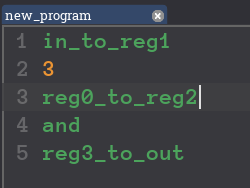 new_program
1 in_to_reg1
2 3
3 reg0_to_reg2
4 and
5 reg3_to_out